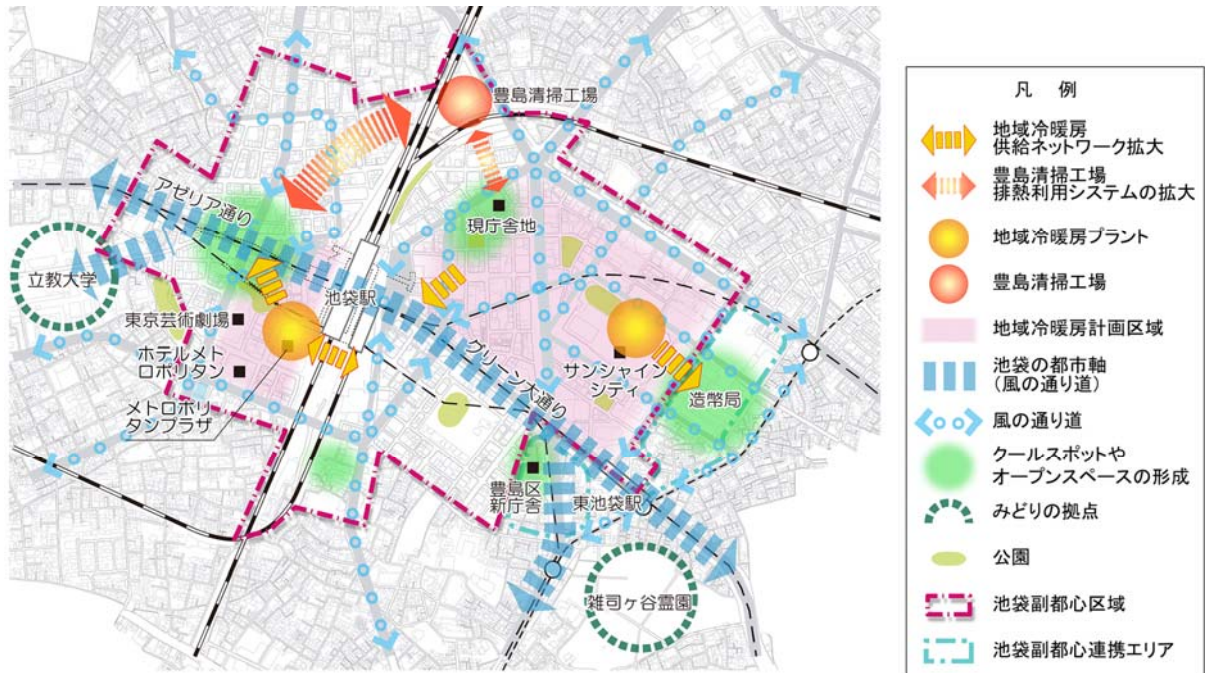 豊島清掃工場
アゼリア通り
現庁舎地
立教大学
池袋駅
東京芸術劇場
ホテルメト
ロポリタン
メトロポリ
タンプラザ
グリーン大通り
サンシャイン
シティ
造幣局
豊島区
新庁舎
東池袋駅
雑司ヶ谷霊園
凡 例
地域冷暖房
供給ネットワーク拡大
豊島清掃工場
排熱利用システムの拡大
地域冷暖房プラント
豊島清掃工場
地域冷暖房計画区域
池袋の都市軸
(風の通り道)
風の通り道
クールスポットや
オープンスペースの形成
みどりの拠点
公園
池袋副都心区域
池袋副都心連携エリア